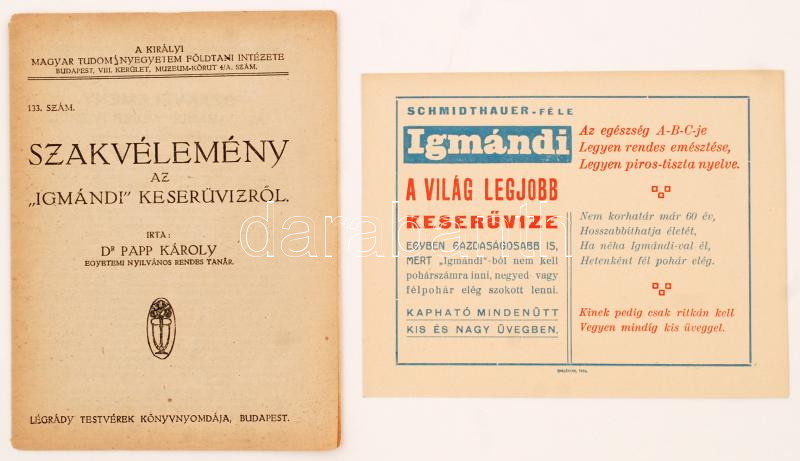 A KIRÁLYI
MAGYAR TUDOMÁNYEGYETEM FÖLDTANI INTÉZETE
BUDAPEST, VIII. KERÜLET, MUZEUM-KÖRUT 4/A. SZÁM.
133. SZÁM.
SZAKVÉLEMÉNY
AZ
„IGMÁNDI” KESERÜVIZRŐL.
IRTA:
Dᴿ PAPP KÁROLY
EGYETEMI NYILVÁNOS RENDES TANÁR.
LÉGRÁDY TESTVÉREK KÖNYVNYOMDÁJA, BUDAPEST.
SCHMIDTHAUER-FÉLE
Igmándi
A VILÁG LEGJOBB
KESERŰVIZE
EGYBEN GAZDASÁGOSABB IS,
MERT „Igmándi”-ból nem kell
pohárszámra inni, negyed vagy
félpohár elég szokott lenni.
KAPHATÓ MINDENÜTT
KIS ÉS NAGY ÜVEGBEN.
Az egészség A-B-C-je
Legyen rendes emésztése,
Legyen piros-tiszta nyelve.
Nem korhatár már 60 év,
Hosszabbíthatja életét,
Ha néha Igmándi-val él,
Hetenként fél pohár elég.
Kinek pedig csak ritkán kell
Vegyen mindig kis üveggel.
darabanth